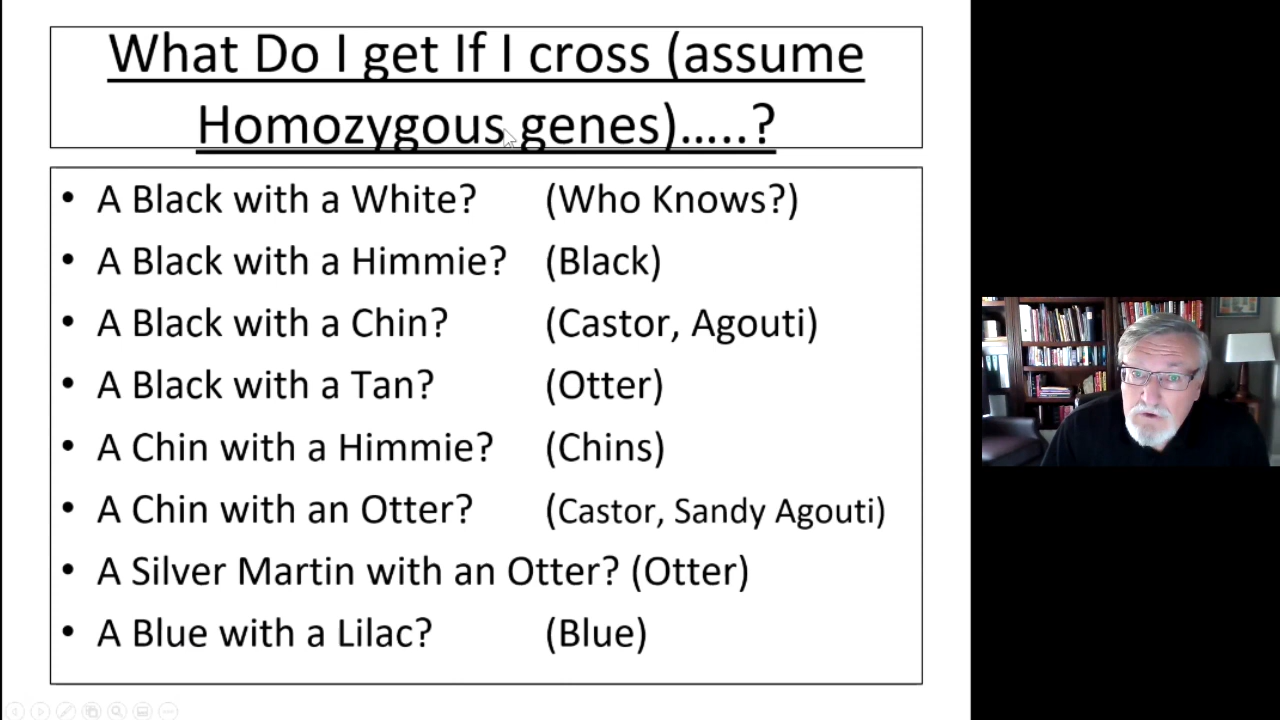 What Do I get If I cross (assume
Homozygous genes)…..?
• A Black with a White? (Who Knows?)
• A Black with a Himmie? (Black)
• A Black with a Chin? (Castor, Agouti)
• A Black with a Tan? (Otter)
• A Chin with a Himmie? (Chins)
• A Chin with an Otter? (Castor, Sandy Agouti)
• A Silver Martin with an Otter? (Otter)
• A Blue with a Lilac? (Blue)